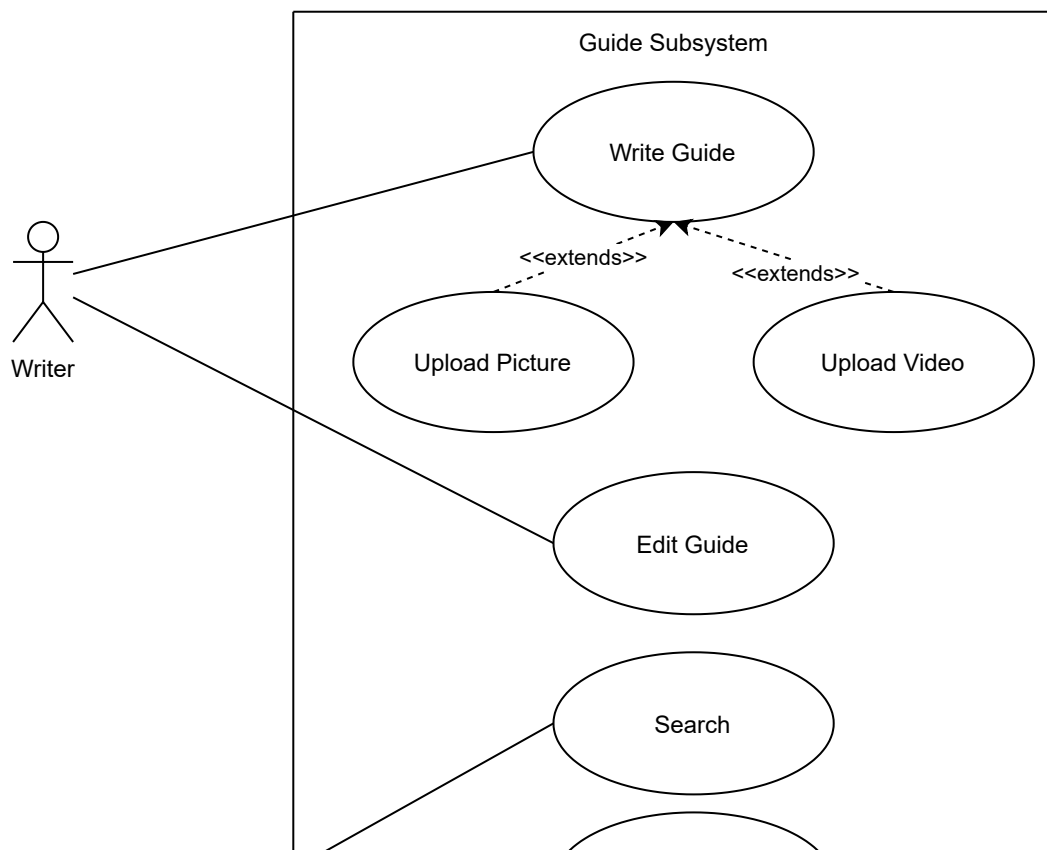 Guide Subsystem
Write Guide
<<extends>>
<<extends>>
Upload Picture
Upload Video
Writer
Edit Guide
Search